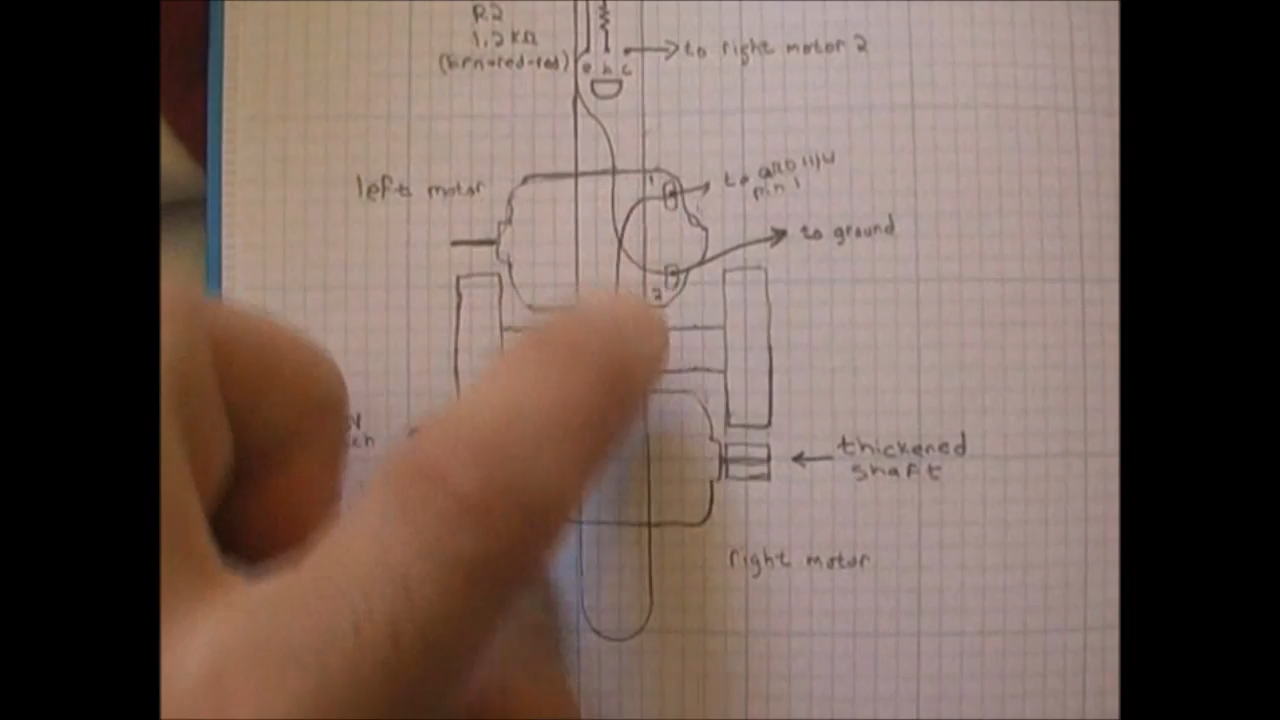 R2
1.2 KΩ
(brn-red-red)
e b c
to right motor 2
left motor
1
to
pin 1
to ground
2
thickened
shaft
right motor